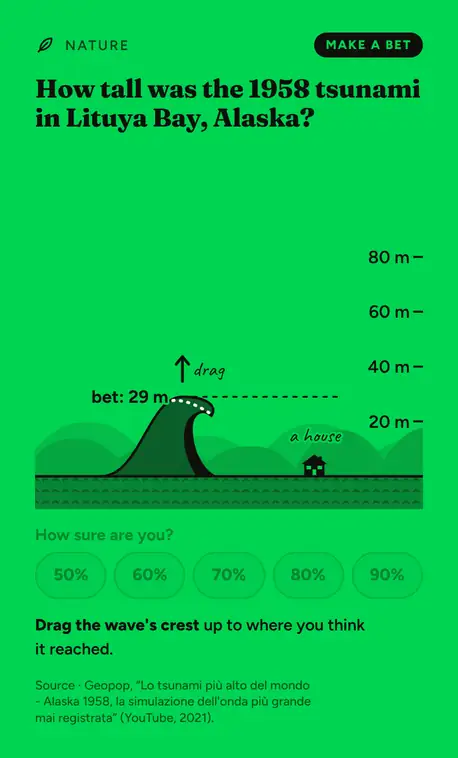 NATURE
MAKE A BET
How tall was the 1958 tsunami
in Lituya Bay, Alaska?
80 m
60 m
40 m
drag
bet: 29 m
20 m
a house
How sure are you?
50%
60%
70%
80%
90%
Drag the wave's crest up to where you think
it reached.
Source · Geopop, “Lo tsunami più alto del mondo
- Alaska 1958, la simulazione dell'onda più grande
mai registrata” (YouTube, 2021).